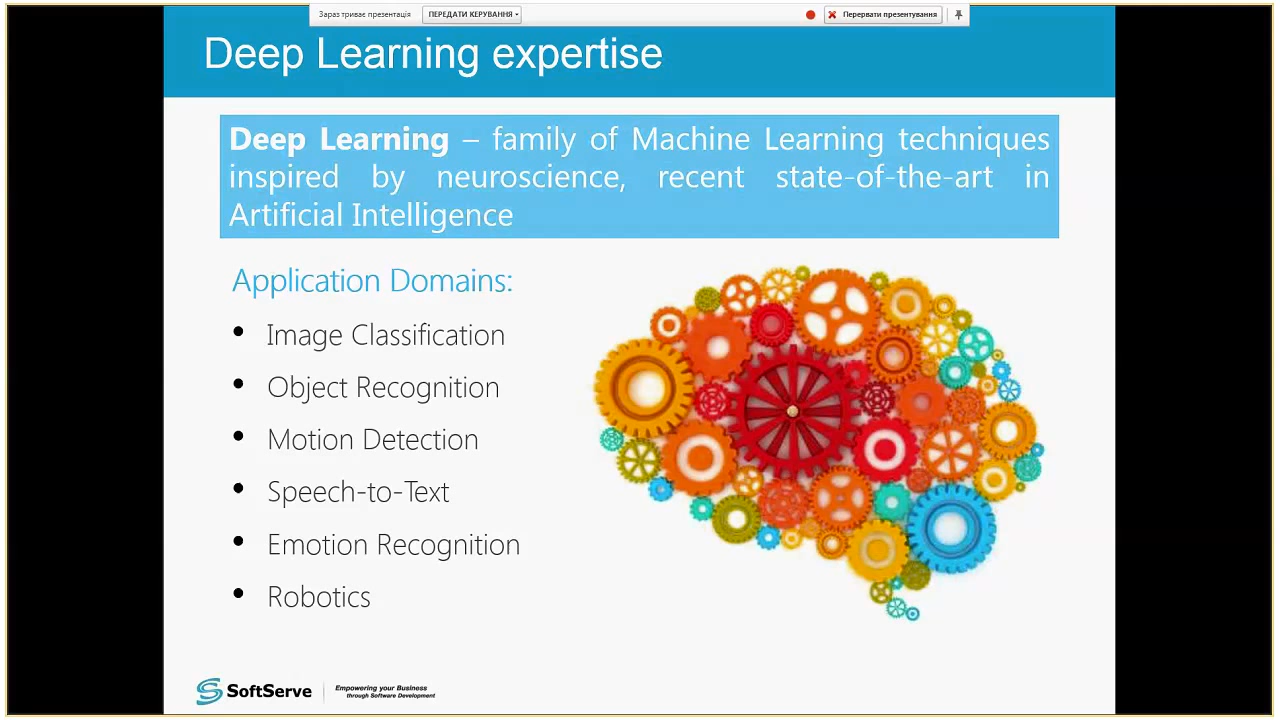 Зараз триває презентація ПЕРЕДАТИ КЕРУВАННЯ Перервати презентування
Deep Learning expertise
Deep Learning – family of Machine Learning techniques
inspired by neuroscience, recent state-of-the-art in
Artificial Intelligence
Application Domains:
• Image Classification
• Object Recognition
• Motion Detection
• Speech-to-Text
• Emotion Recognition
• Robotics
SoftServe
Empowering your Business
through Software Development